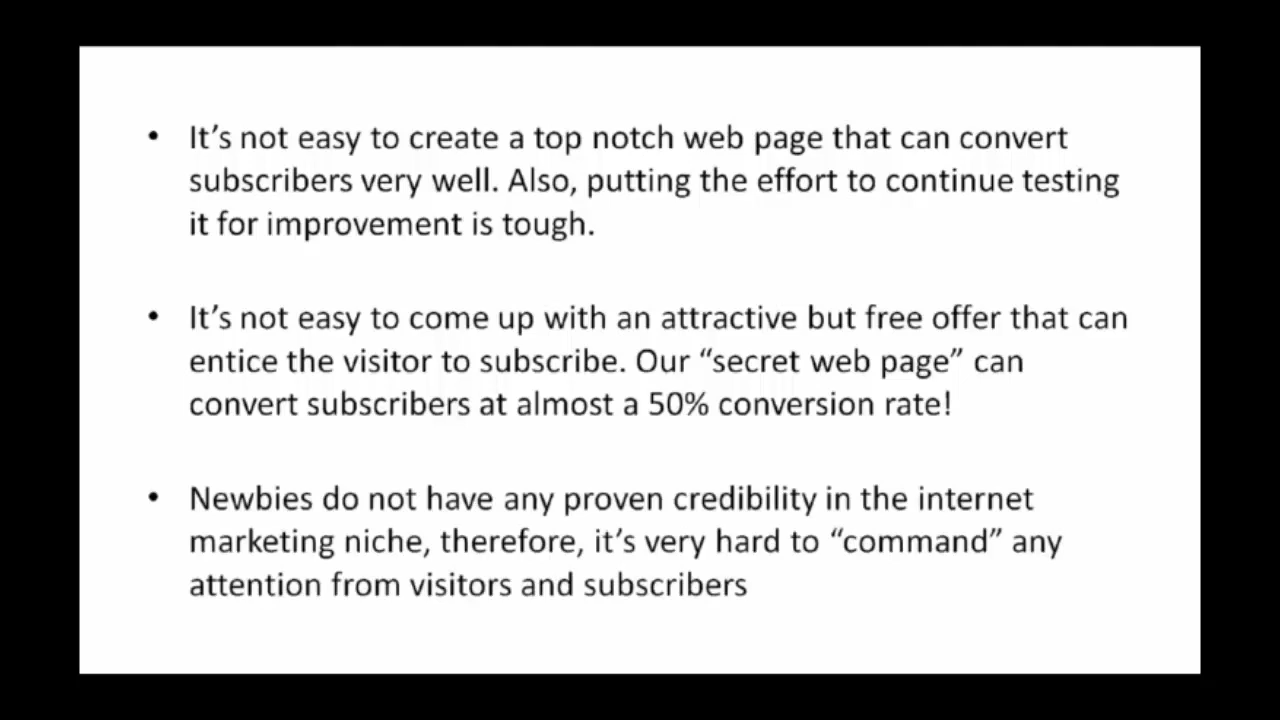 • It’s not easy to create a top notch web page that can convert
subscribers very well. Also, putting the effort to continue testing
it for improvement is tough.
• It’s not easy to come up with an attractive but free offer that can
entice the visitor to subscribe. Our “secret web page” can
convert subscribers at almost a 50% conversion rate!
• Newbies do not have any proven credibility in the internet
marketing niche, therefore, it’s very hard to “command” any
attention from visitors and subscribers